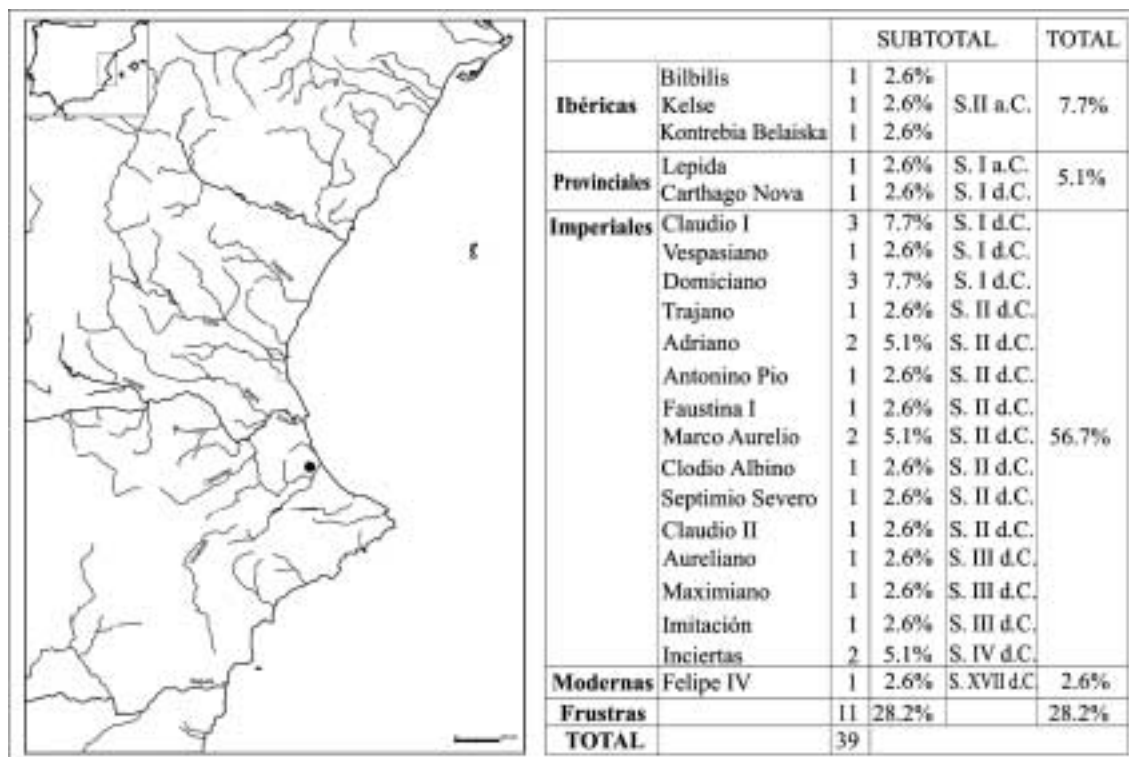 SUBTOTAL TOTAL
Ibéricas Bilbilis 1 2.6% S.II a.C. 7.7%
Kelse 1 2.6%
Kontrebia Belaiska 1 2.6%
Provinciales Lepida 1 2.6% S. I a.C. 5.1%
Carthago Nova 1 2.6% S. I d.C.
Imperiales Claudio I 3 7.7% S. I d.C. 56.7%
Vespasiano 1 2.6% S. I d.C.
Domiciano 3 7.7% S. I d.C.
Trajano 1 2.6% S. II d.C.
Adriano 2 5.1% S. II d.C.
Antonino Pio 1 2.6% S. II d.C.
Faustina I 1 2.6% S. II d.C.
Marco Aurelio 2 5.1% S. II d.C.
Clodio Albino 1 2.6% S. II d.C.
Septimio Severo 1 2.6% S. II d.C.
Claudio II 1 2.6% S. II d.C.
Aureliano 1 2.6% S. III d.C.
Maximiano 1 2.6% S. III d.C.
Imitación 1 2.6% S. III d.C.
Inciertas 2 5.1% S. IV d.C.
Modernas Felipe IV 1 2.6% S. XVII d.C. 2.6%
Frustras 11 28.2% 28.2%
TOTAL 39